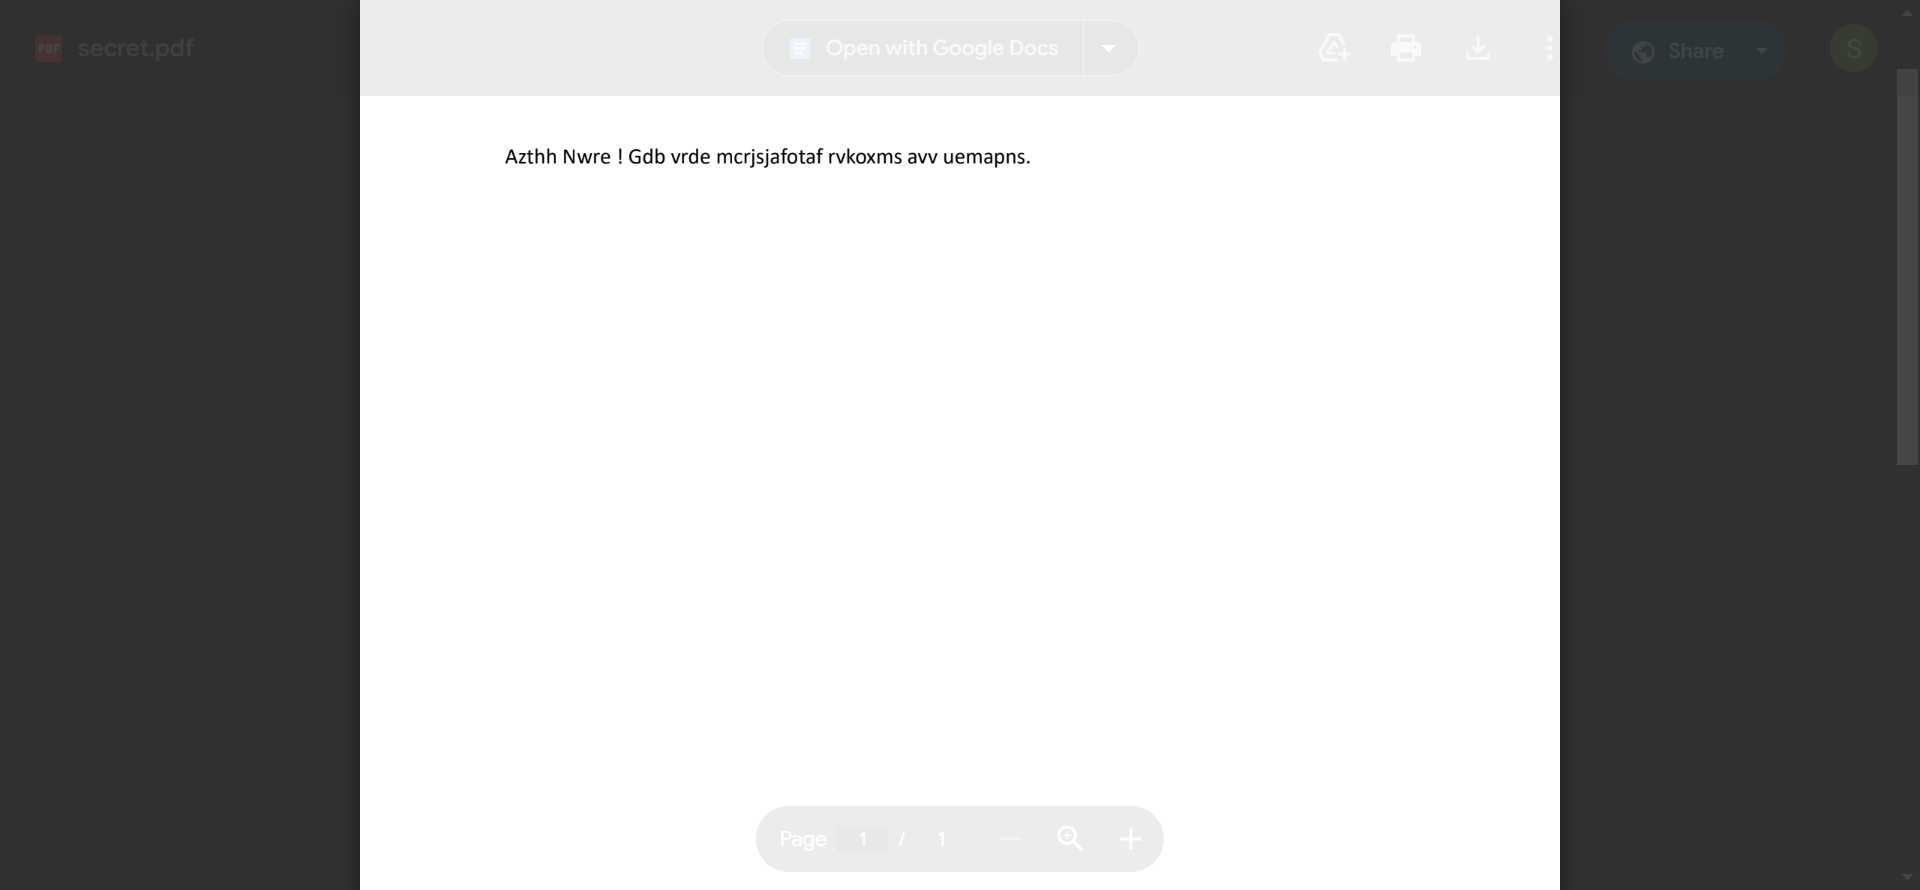 PDF secret.pdf Open with Google Docs Share S
Azthh Nwre ! Gdb vrde mcrjsjafotaf rvkoxms avv uemapns.
Page 1 / 1